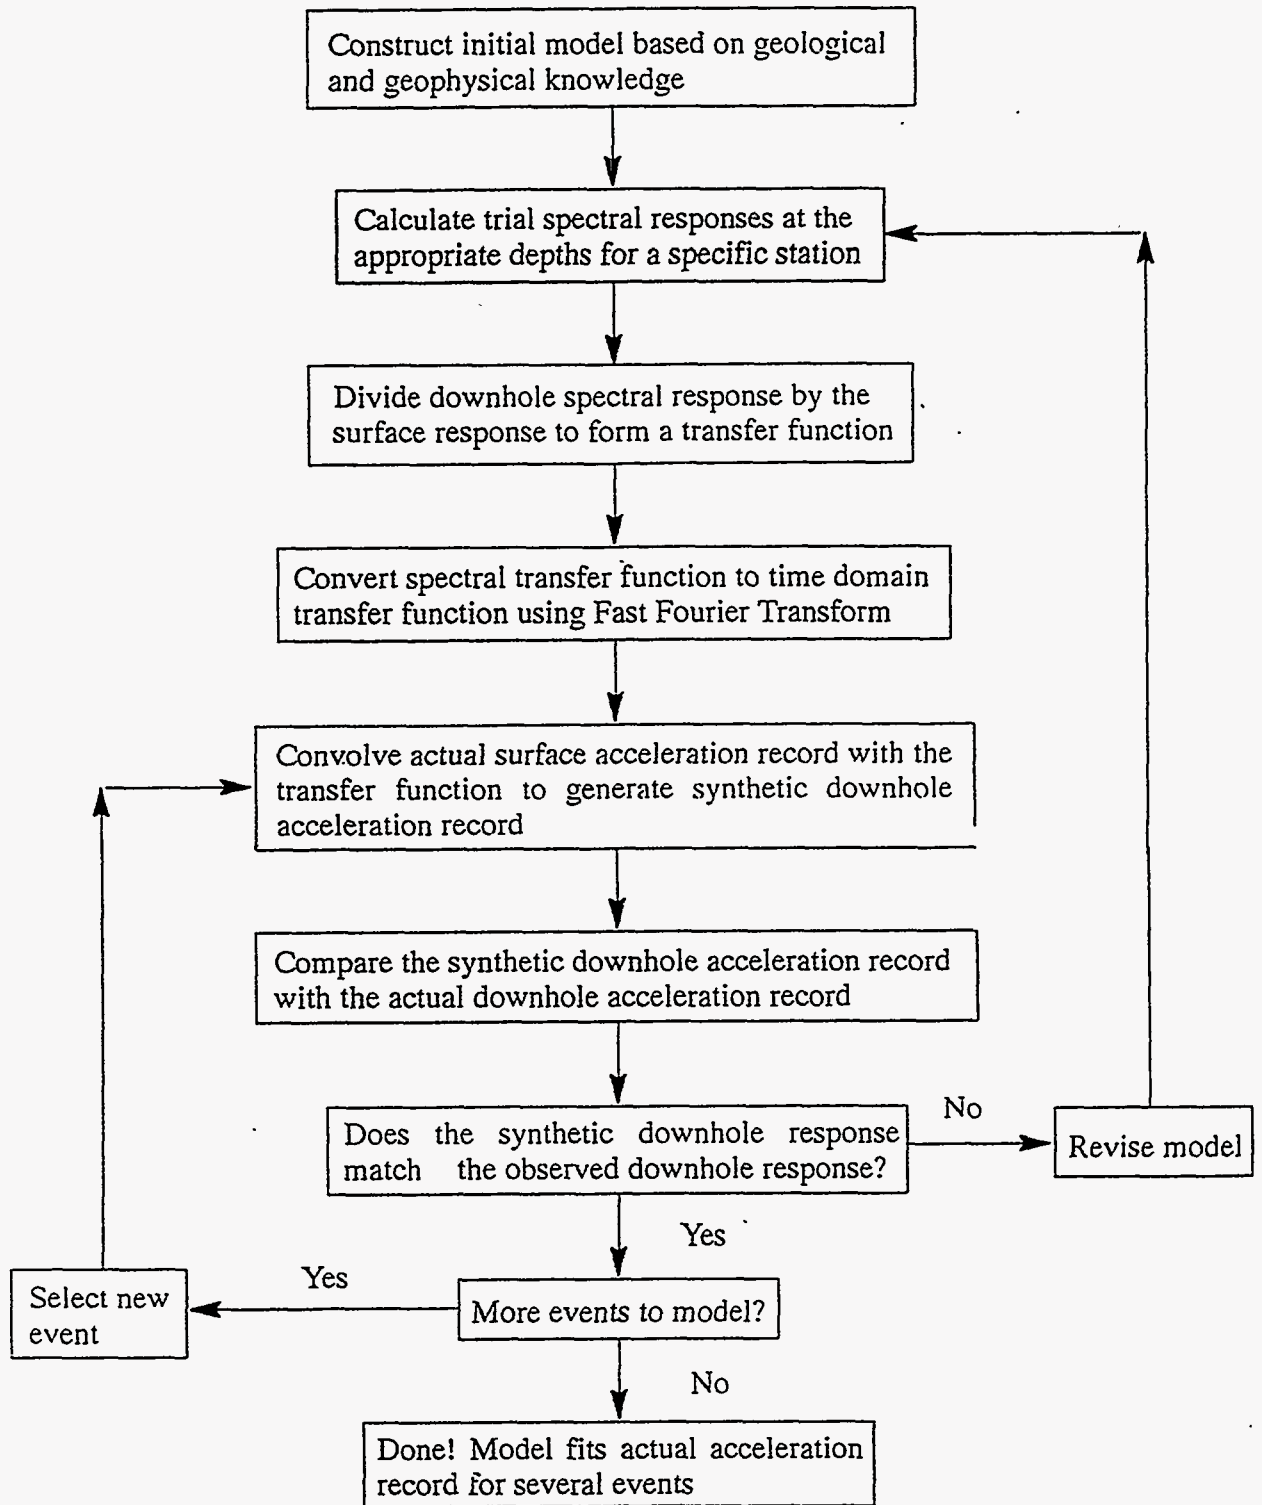 Construct initial model based on geological
and geophysical knowledge
Calculate trial spectral responses at the
appropriate depths for a specific station
Divide downhole spectral response by the
surface response to form a transfer function
Convert spectral transfer function to time domain
transfer function using Fast Fourier Transform
Convolve actual surface acceleration record with the
transfer function to generate synthetic downhole
acceleration record
Compare the synthetic downhole acceleration record
with the actual downhole acceleration record
Does the synthetic downhole response
match the observed downhole response?
No
Revise model
Yes
More events to model?
Yes
Select new
event
No
Done! Model fits actual acceleration
record for several events